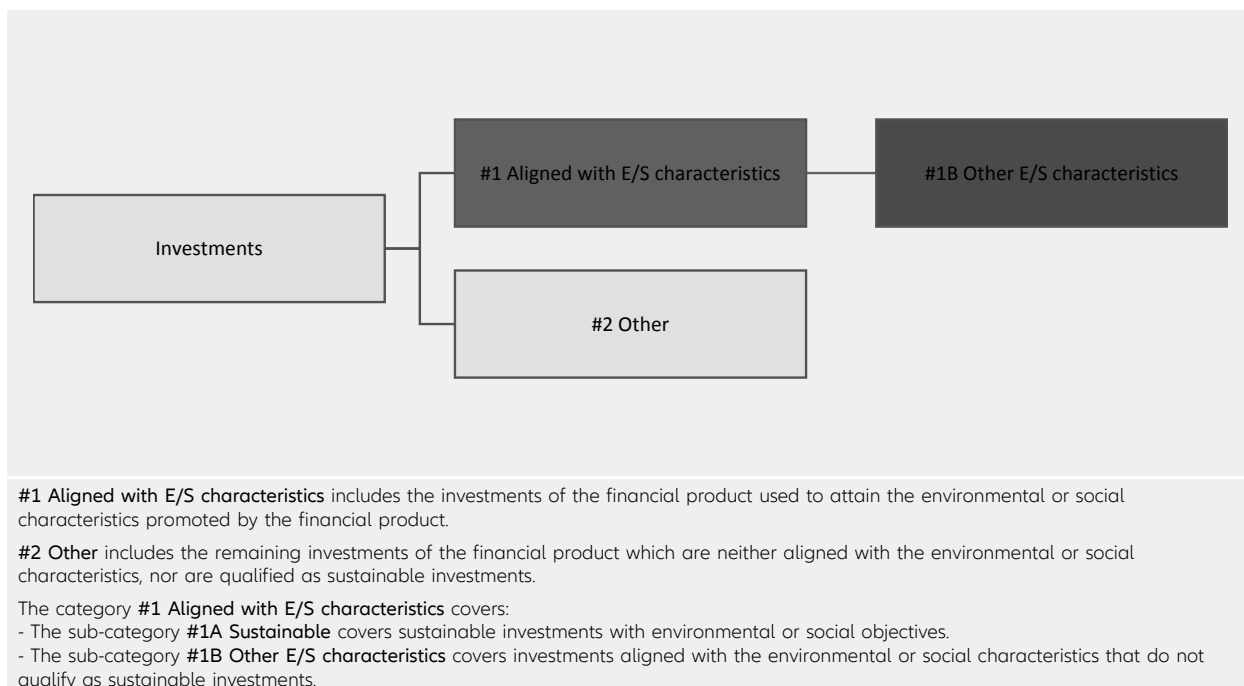 #1 Aligned with E/S characteristics
#1B Other E/S characteristics
Investments
#2 Other
#1 Aligned with E/S characteristics includes the investments of the financial product used to attain the environmental or social
characteristics promoted by the financial product.
#2 Other includes the remaining investments of the financial product which are neither aligned with the environmental or social
characteristics, nor are qualified as sustainable investments.
The category #1 Aligned with E/S characteristics covers:
- The sub-category #1A Sustainable covers sustainable investments with environmental or social objectives.
- The sub-category #1B Other E/S characteristics covers investments aligned with the environmental or social characteristics that do not
qualify as sustainable investments.